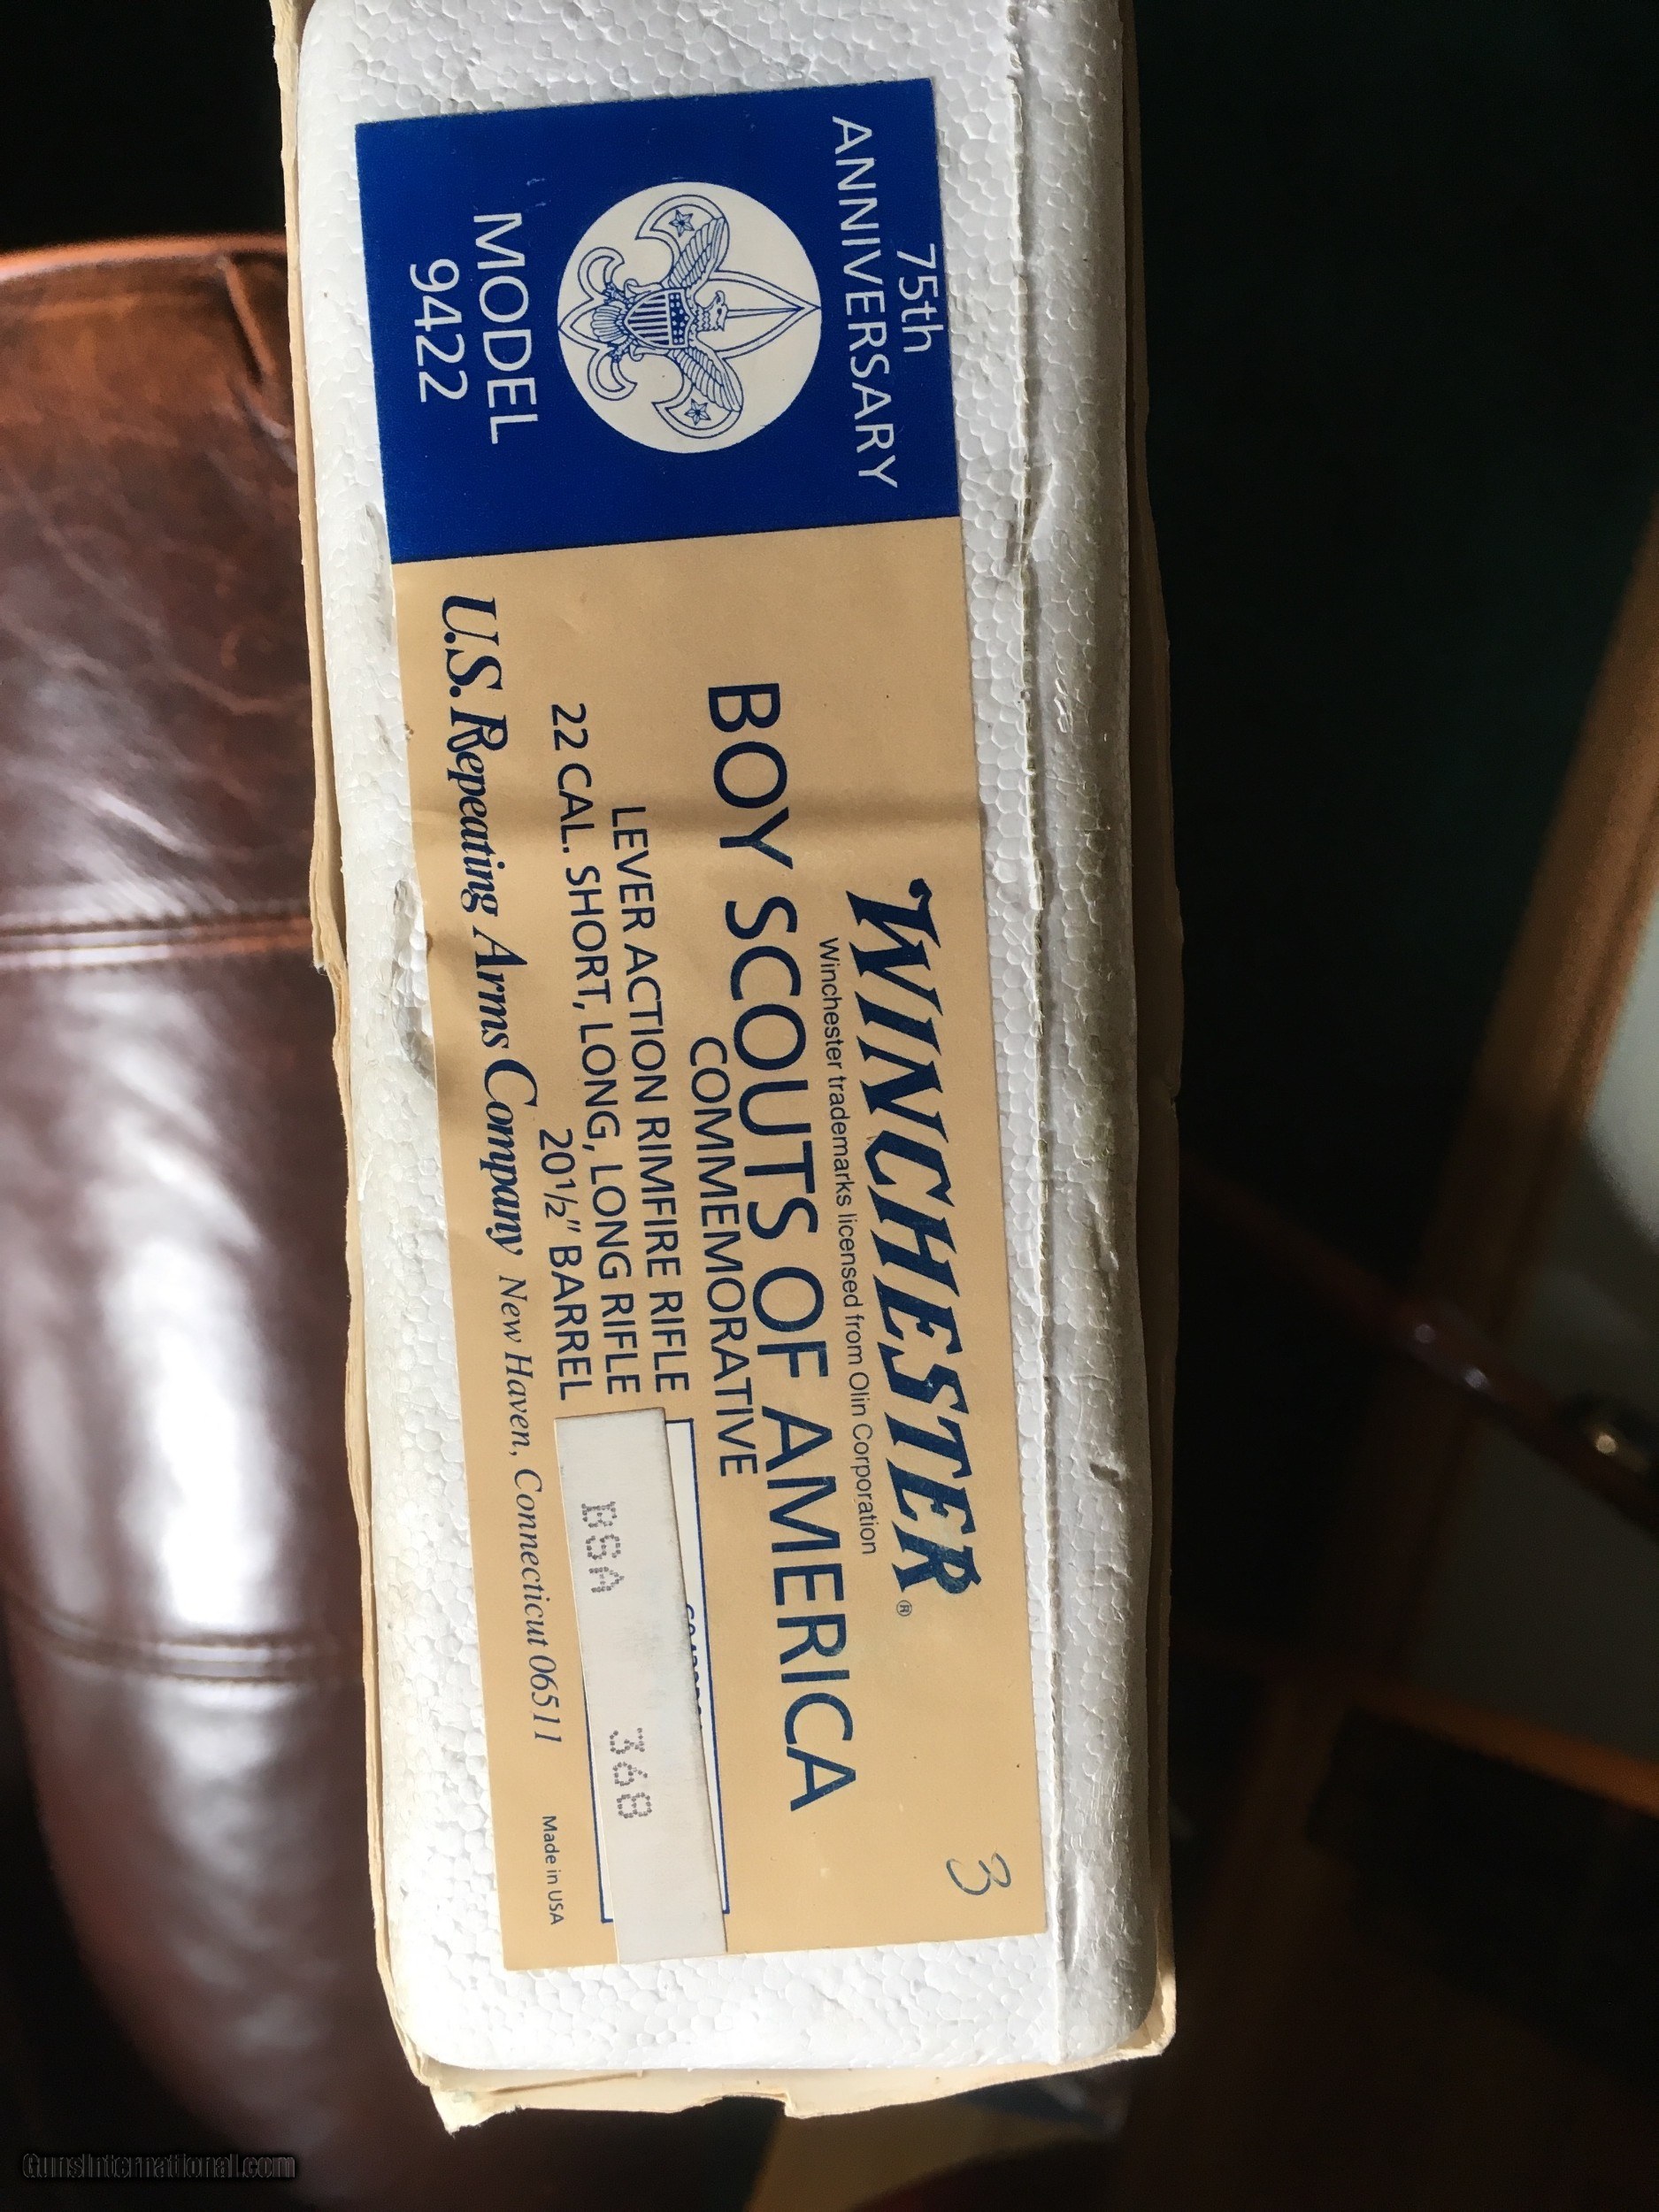 75th
ANNIVERSARY
MODEL
9422
WINCHESTER®
Winchester trademarks licensed from Olin Corporation
BOY SCOUTS OF AMERICA
COMMEMORATIVE
LEVER ACTION RIMFIRE RIFLE
22 CAL. SHORT, LONG, LONG RIFLE
20 1/2" BARREL
BSA 368
U.S. Repeating Arms Company New Haven, Connecticut 06511
Made in USA
3
GunsInternational.com